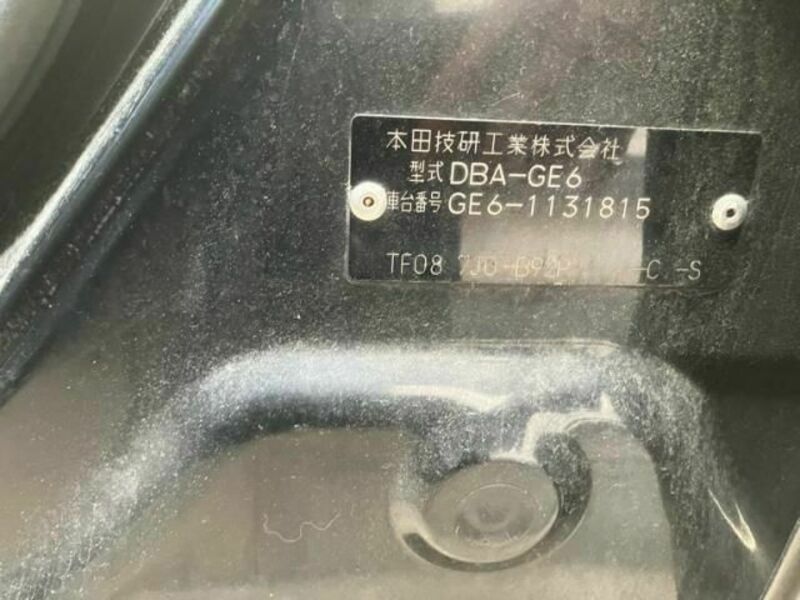 本田技研工業株式会社
型式 DBA-GE6
車台番号 GE6-1131815
TF08 -C -S